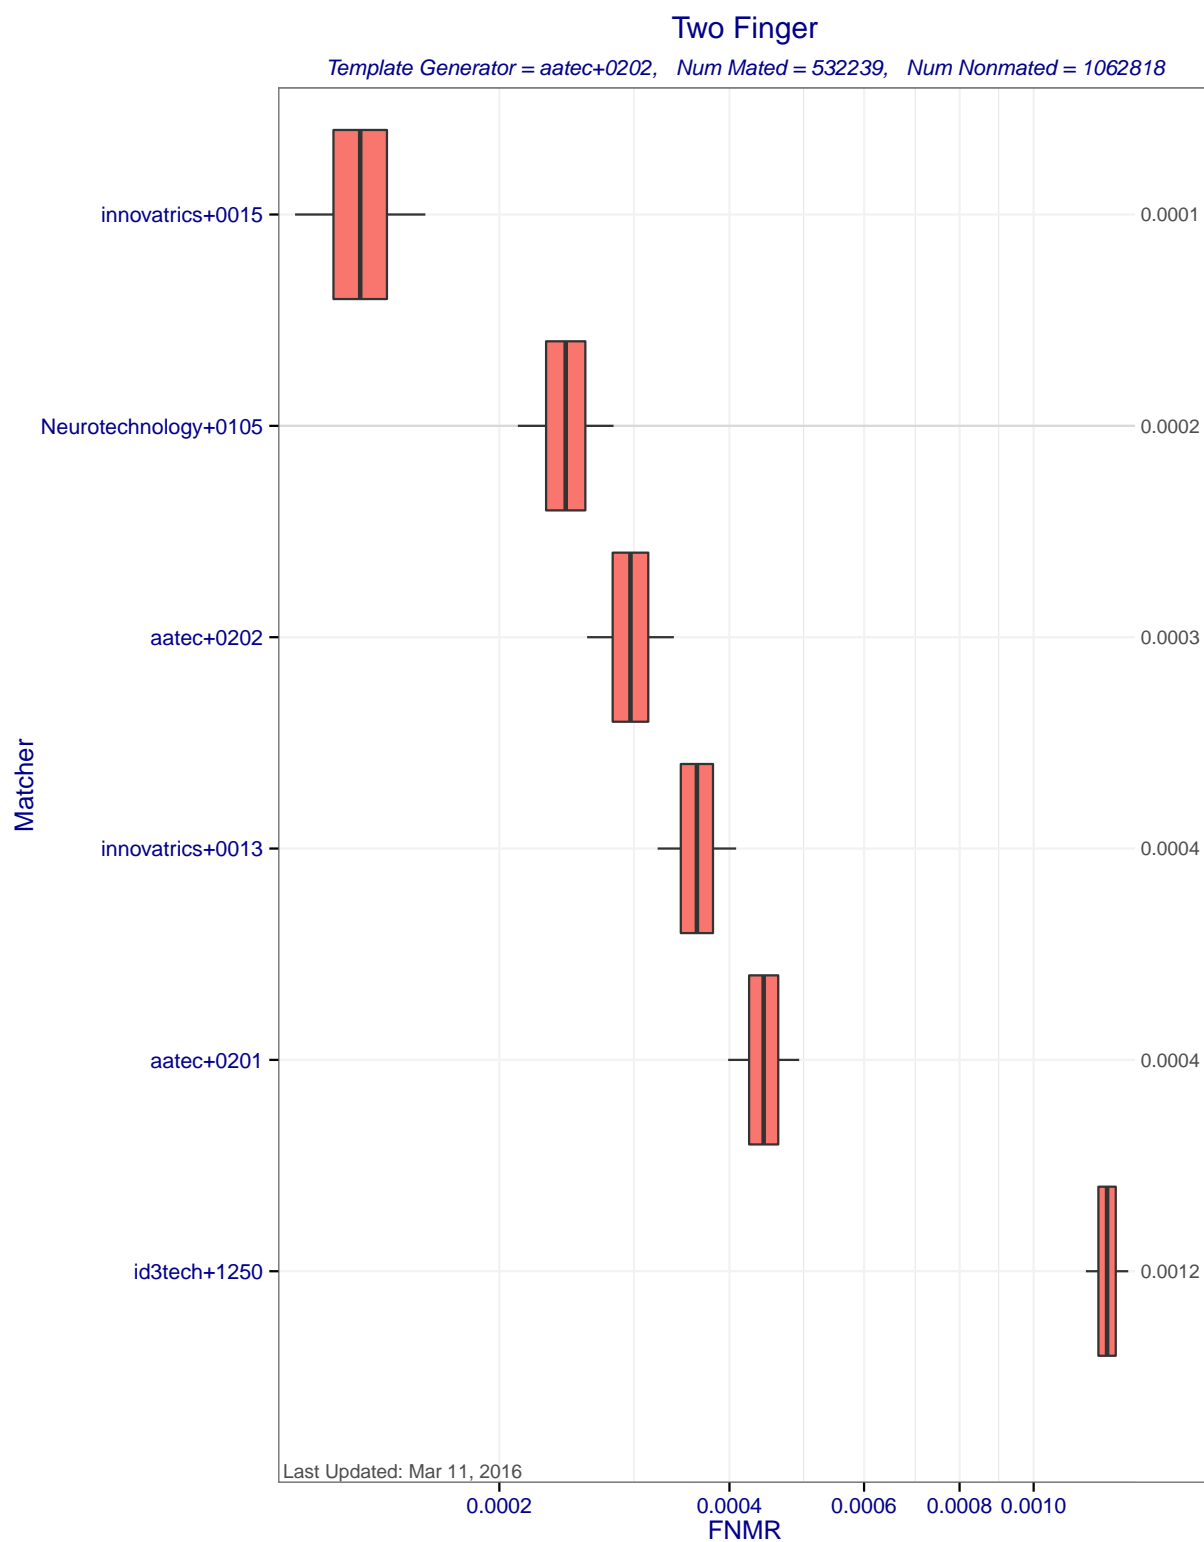 Two Finger
Template Generator = aatec+0202,   Num Mated = 532239,   Num Nonmated = 1062818
innovatrics+0015
0.0001
Neurotechnology+0105
0.0002
aatec+0202
0.0003
Matcher
innovatrics+0013
0.0004
aatec+0201
0.0004
id3tech+1250
0.0012
Last Updated: Mar 11, 2016
0.0002 0.0004 0.0006 0.0008 0.0010
FNMR